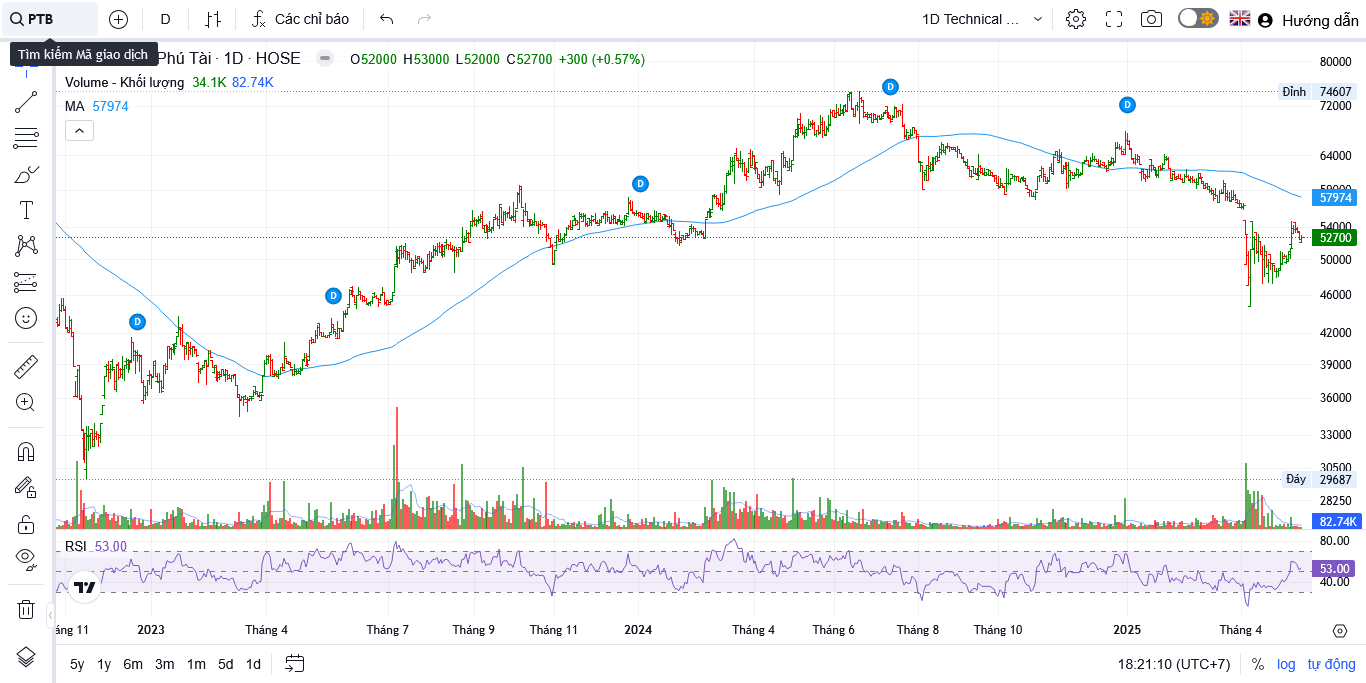 PTB
D
Các chỉ báo
1D Technical ...
Hướng dẫn
Tìm kiếm Mã giao dịch
Phú Tài · 1D · HOSE
O52000 H53000 L52000 C52700 +300 (+0.57%)
Volume - Khối lượng 34.1K 82.74K
MA 57974
80000
Đỉnh 74607
72000
64000
59000
57974
54000
52700
50000
46000
42000
39000
36000
33000
30500
Đáy 29687
28250
82.74K
D
D
D
D
D
RSI 53.00
80.00
53.00
40.00
áng 11 2023 Tháng 4 Tháng 7 Tháng 9 Tháng 11 2024 Tháng 4 Tháng 6 Tháng 8 Tháng 10 2025 Tháng 4
5y 1y 6m 3m 1m 5d 1d
18:21:10 (UTC+7) % log tự động